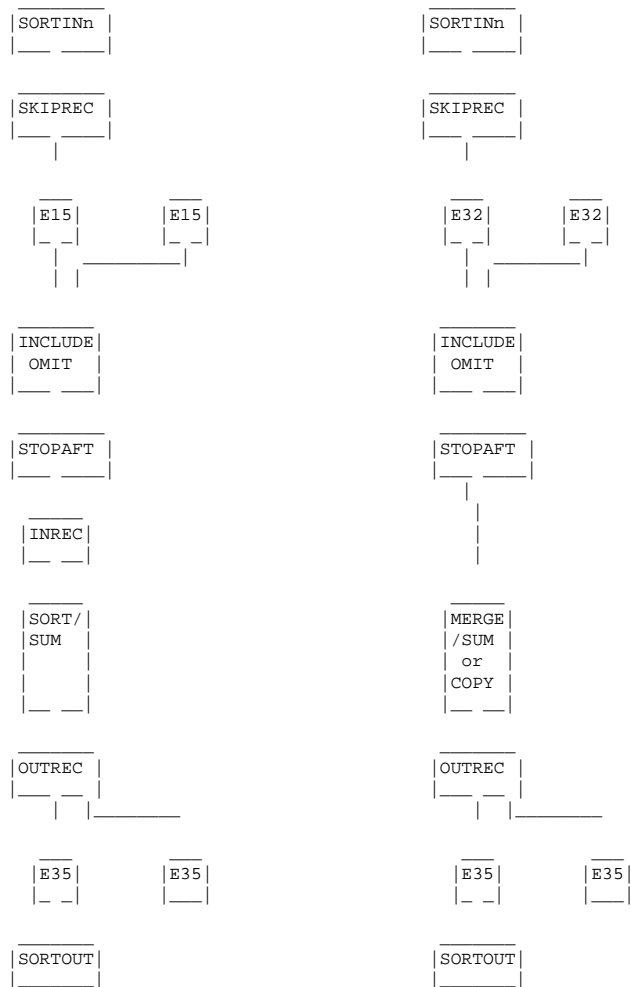 SORTINn SORTINn
SKIPREC SKIPREC
E15 E15 E32 E32
INCLUDE INCLUDE
OMIT OMIT
STOPAFT STOPAFT
INREC
SORT/ MERGE
SUM /SUM
or
COPY
OUTREC OUTREC
E35 E35 E35 E35
SORTOUT SORTOUT